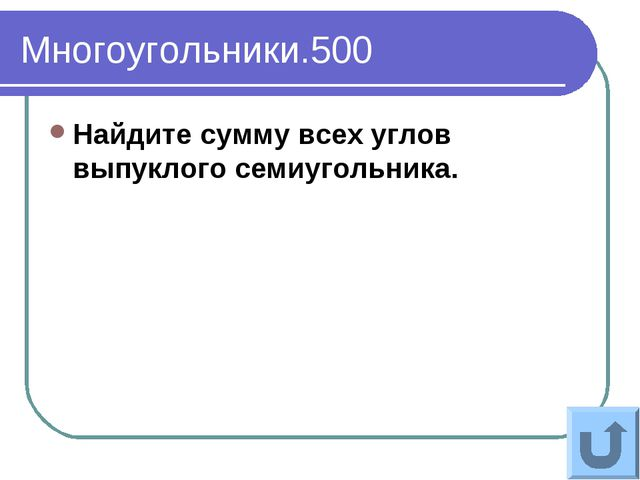 Многоугольники.500
Найдите сумму всех углов
выпуклого семиугольника.